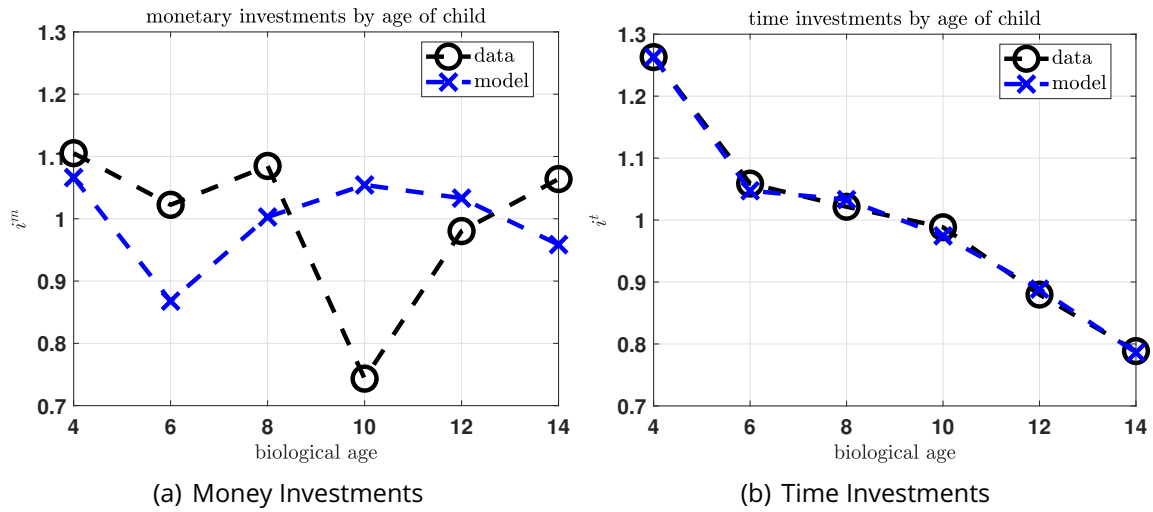 monetary investments by age of child
1.3
1.2
1.1
1
0.9
0.8
0.7
i^m
data
model
4 6 8 10 12 14
biological age
(a) Money Investments
time investments by age of child
1.3
1.2
1.1
1
0.9
0.8
0.7
i^t
data
model
4 6 8 10 12 14
biological age
(b) Time Investments